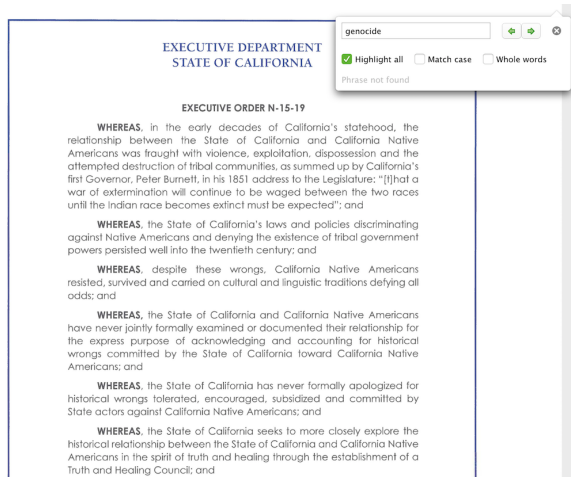 genocide
Highlight all Match case Whole words
Phrase not found
EXECUTIVE DEPARTMENT
STATE OF CALIFORNIA
EXECUTIVE ORDER N-15-19
WHEREAS, in the early decades of California's statehood, the
relationship between the State of California and California Native
Americans was fraught with violence, exploitation, dispossession and the
attempted destruction of tribal communities, as summed up by California's
first Governor, Peter Burnett, in his 1851 address to the Legislature: "[t]hat a
war of extermination will continue to be waged between the two races
until the Indian race becomes extinct must be expected"; and
WHEREAS, the State of California's laws and policies discriminating
against Native Americans and denying the existence of tribal government
powers persisted well into the twentieth century; and
WHEREAS, despite these wrongs, California Native Americans
resisted, survived and carried on cultural and linguistic traditions defying all
odds; and
WHEREAS, the State of California and California Native Americans
have never jointly formally examined or documented their relationship for
the express purpose of acknowledging and accounting for historical
wrongs committed by the State of California toward California Native
Americans; and
WHEREAS, the State of California has never formally apologized for
historical wrongs tolerated, encouraged, subsidized and committed by
State actors against California Native Americans; and
WHEREAS, the State of California seeks to more closely explore the
historical relationship between the State of California and California Native
Americans in the spirit of truth and healing through the establishment of a
Truth and Healing Council; and